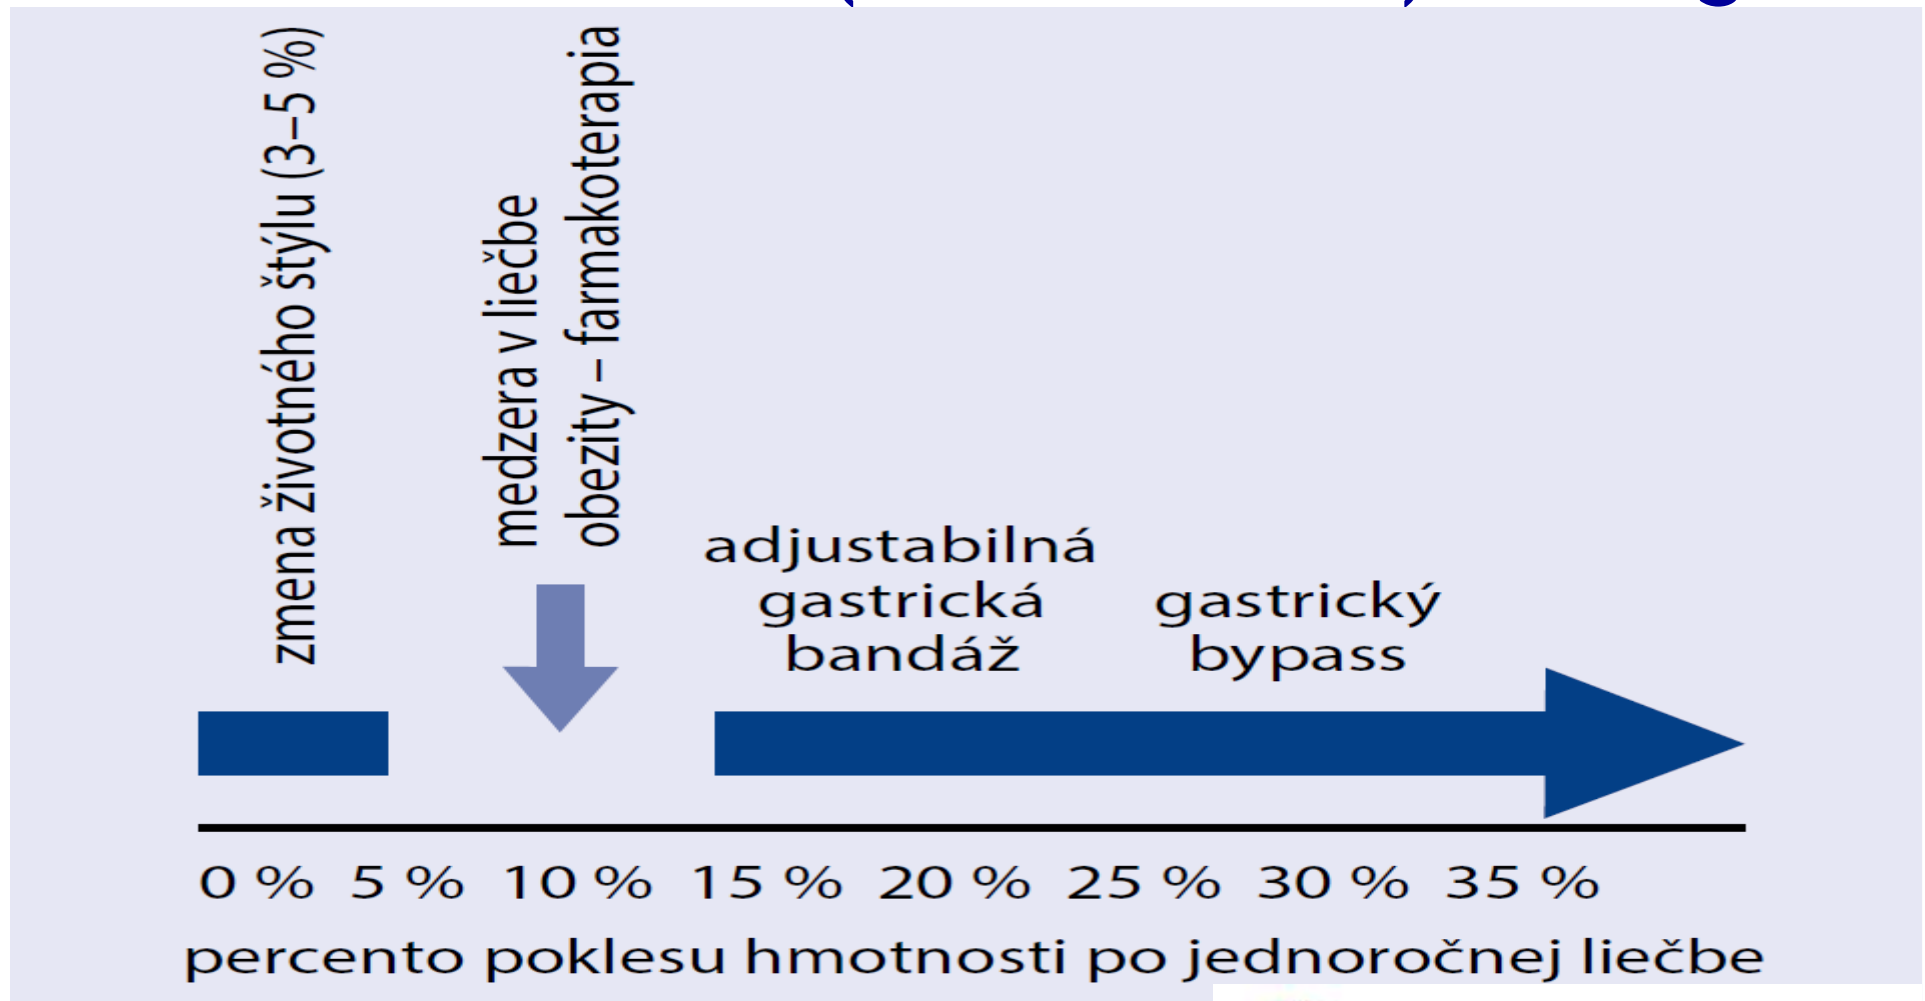 zmena životného štýlu (3–5 %)
medzera v liečbe
obezity – farmakoterapia
adjustabilná
gastrická
bandáž
gastrický
bypass
0 % 5 % 10 % 15 % 20 % 25 % 30 % 35 %
percento poklesu hmotnosti po jednoročnej liečbe